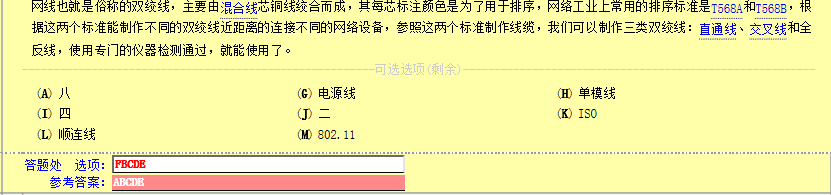 网线也就是俗称的双绞线，主要由混合线芯铜线绞合而成，其每芯标注颜色是为了用于排序，网络工业上常用的排序标准是T568A和T568B，根
据这两个标准能制作不同的双绞线近距离的连接不同的网络设备，参照这两个标准制作线缆，我们可以制作三类双绞线：直通线、交叉线和全
反线，使用专门的仪器检测通过，就能使用了。
可选选项(剩余)
(A) 八 (G) 电源线 (H) 单模线
(I) 四 (J) 二 (K) ISO
(L) 顺连线 (M) 802.11
答题处 选项: FBCDE
参考答案: ABCDE